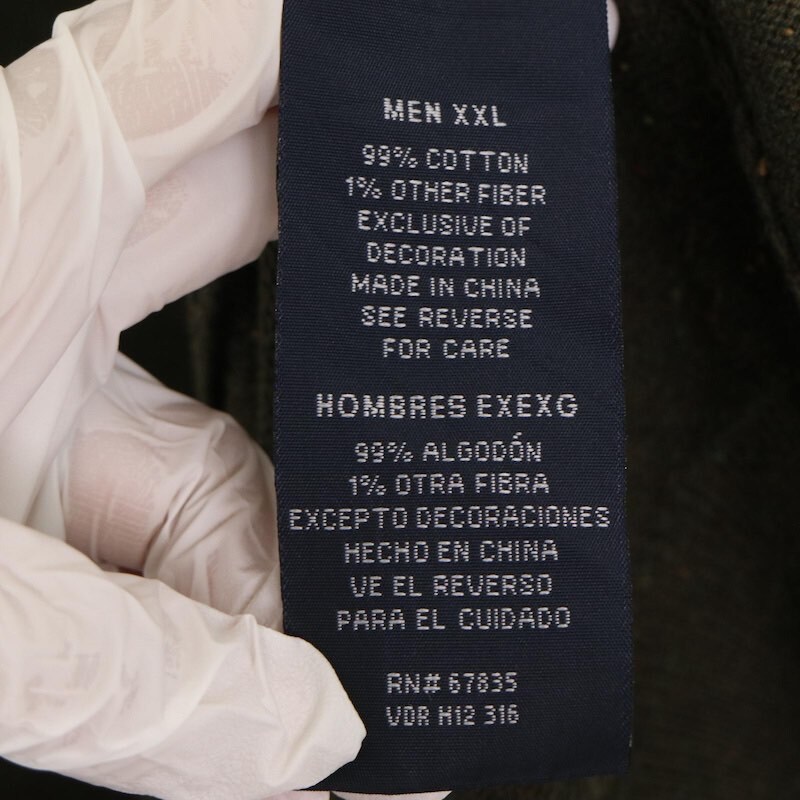 MEN XXL
99% COTTON
1% OTHER FIBER
EXCLUSIVE OF
DECORATION
MADE IN CHINA
SEE REVERSE
FOR CARE
HOMBRES EXEXG
99% ALGODÓN
1% OTRA FIBRA
EXCEPTO DECORACIONES
HECHO EN CHINA
VE EL REVERSO
PARA EL CUIDADO
RN# 67835
VDR H12 316